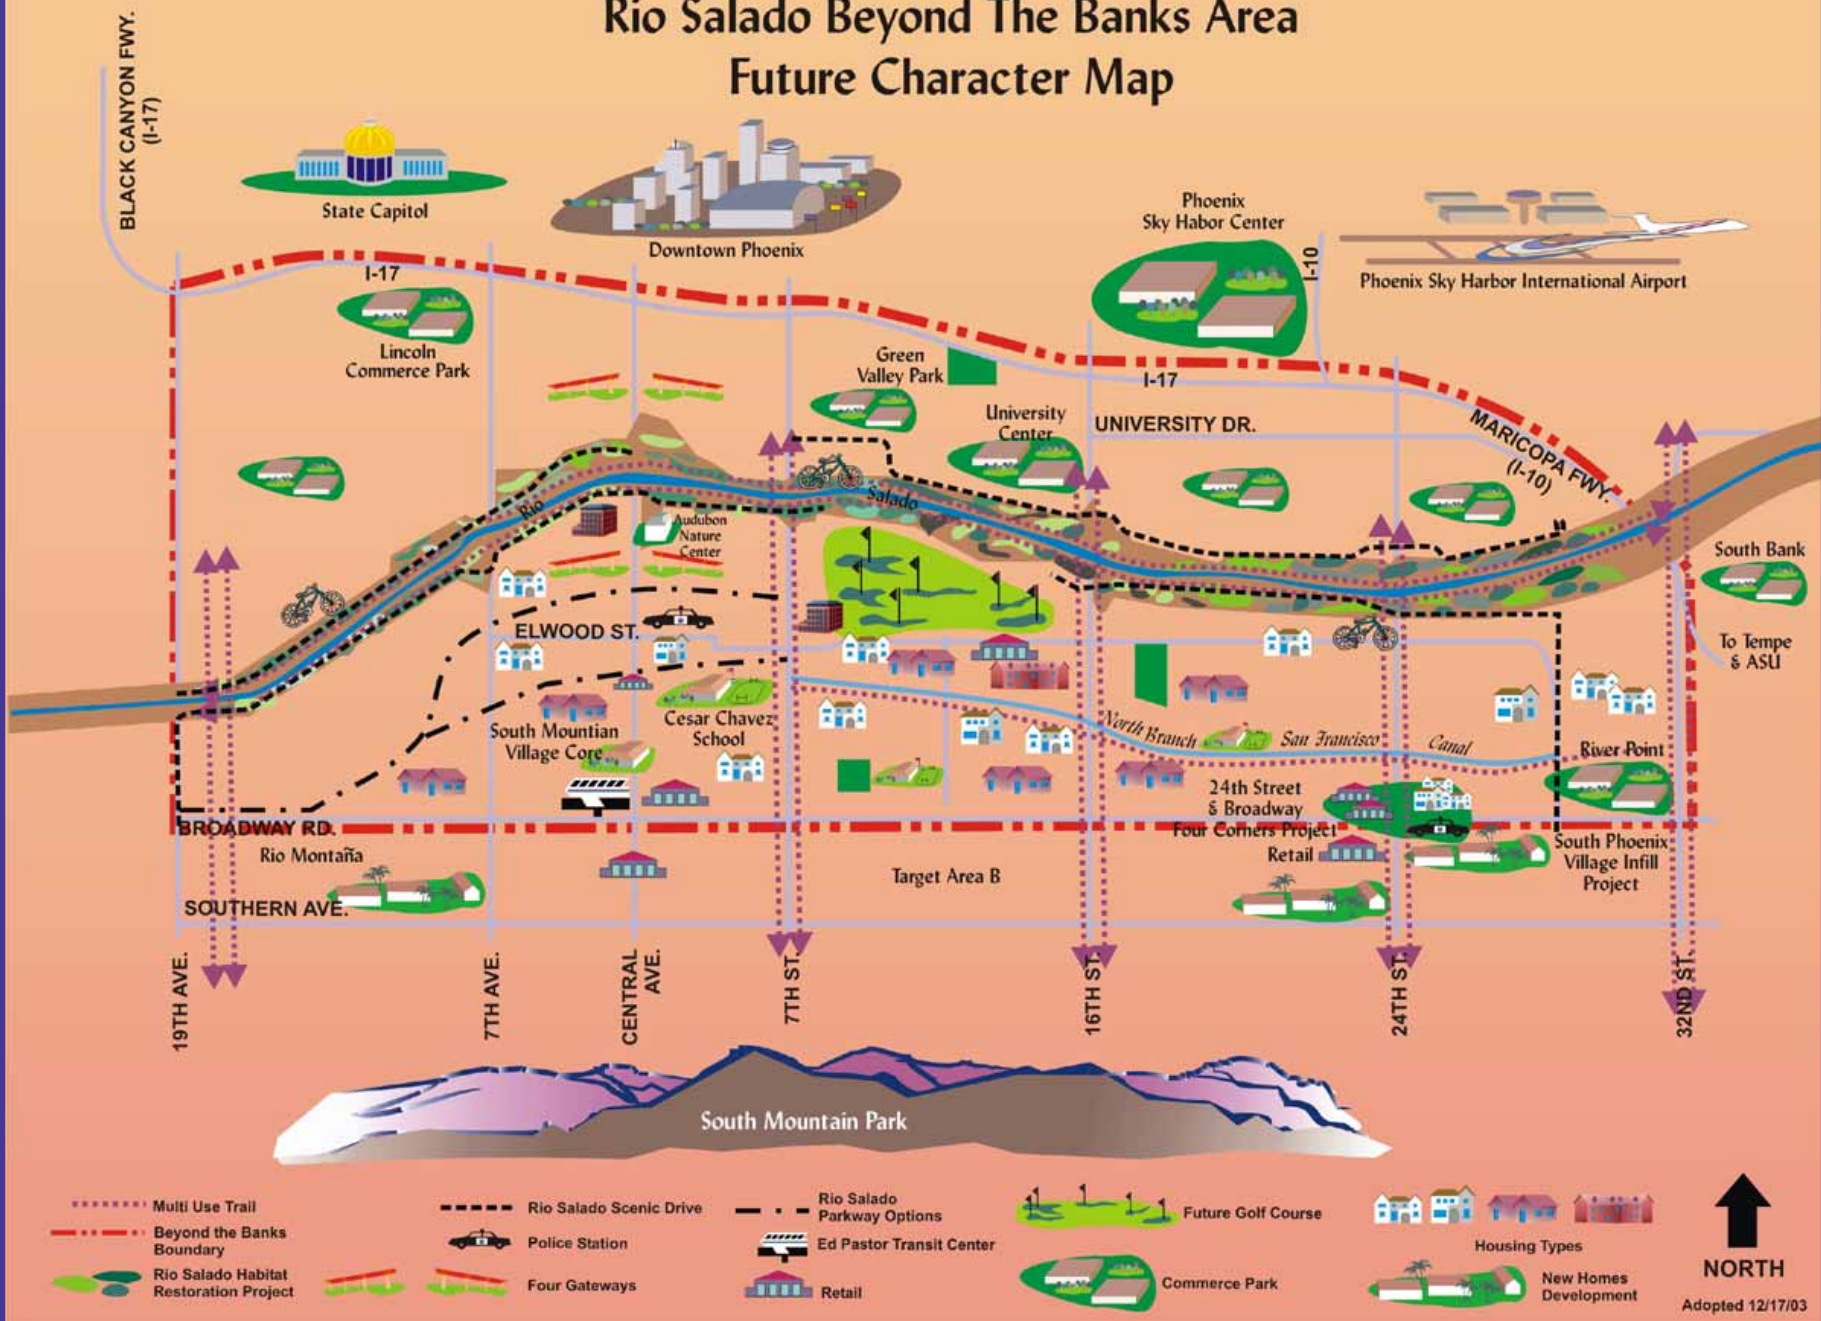 Rio Salado Beyond The Banks Area
Future Character Map
BLACK CANYON FWY.
(I-17)
State Capitol
Downtown Phoenix
Phoenix
Sky Habor Center
I-10
Phoenix Sky Harbor International Airport
I-17
Lincoln
Commerce Park
Green
Valley Park
I-17
University
Center
UNIVERSITY DR.
MARICOPA FWY.
(I-10)
Rio
Salado
Audubon
Nature
Center
South Bank
To Tempe
& ASU
ELWOOD ST.
South Mountian
Village Core
Cesar Chavez
School
North Branch
San Francisco
Canal
River Point
24th Street
& Broadway
Four Corners Project
Retail
BROADWAY RD.
Rio Montaña
Target Area B
South Phoenix
Village Infill
Project
SOUTHERN AVE.
19TH AVE.
7TH AVE.
CENTRAL
AVE.
7TH ST.
16TH ST.
24TH ST.
32ND ST.
South Mountain Park
Multi Use Trail
Beyond the Banks
Boundary
Rio Salado Habitat
Restoration Project
Rio Salado Scenic Drive
Police Station
Four Gateways
Rio Salado
Parkway Options
Ed Pastor Transit Center
Retail
Future Golf Course
Commerce Park
Housing Types
New Homes
Development
NORTH
Adopted 12/17/03